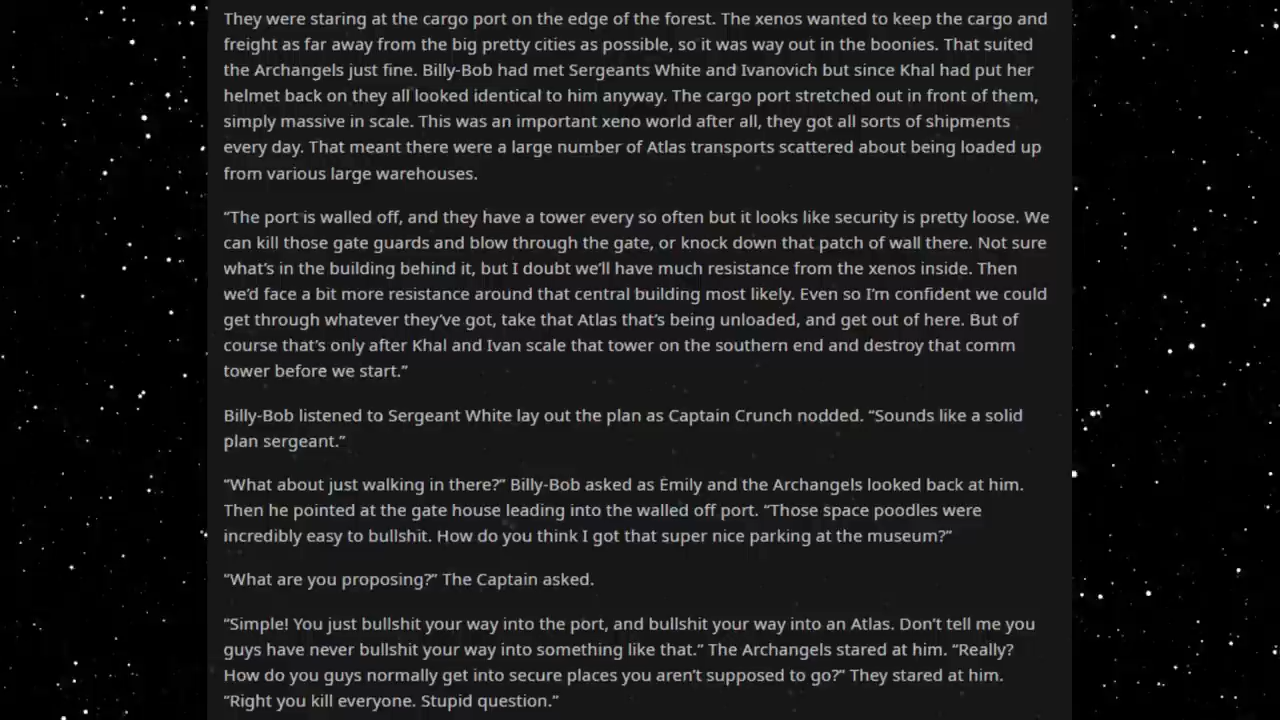 They were staring at the cargo port on the edge of the forest. The xenos wanted to keep the cargo and
freight as far away from the big pretty cities as possible, so it was way out in the boonies. That suited
the Archangels just fine. Billy-Bob had met Sergeants White and Ivanovich but since Khal had put her
helmet back on they all looked identical to him anyway. The cargo port stretched out in front of them,
simply massive in scale. This was an important xeno world after all, they got all sorts of shipments
every day. That meant there were a large number of Atlas transports scattered about being loaded up
from various large warehouses.
“The port is walled off, and they have a tower every so often but it looks like security is pretty loose. We
can kill those gate guards and blow through the gate, or knock down that patch of wall there. Not sure
what’s in the building behind it, but I doubt we’ll have much resistance from the xenos inside. Then
we’d face a bit more resistance around that central building most likely. Even so I’m confident we could
get through whatever they’ve got, take that Atlas that’s being unloaded, and get out of here. But of
course that’s only after Khal and Ivan scale that tower on the southern end and destroy that comm
tower before we start.”
Billy-Bob listened to Sergeant White lay out the plan as Captain Crunch nodded. “Sounds like a solid
plan sergeant.”
“What about just walking in there?” Billy-Bob asked as Emily and the Archangels looked back at him.
Then he pointed at the gate house leading into the walled off port. “Those space poodles were
incredibly easy to bullshit. How do you think I got that super nice parking at the museum?”
“What are you proposing?” The Captain asked.
“Simple! You just bullshit your way into the port, and bullshit your way into an Atlas. Don’t tell me you
guys have never bullshit your way into something like that.” The Archangels stared at him. “Really?
How do you guys normally get into secure places you aren’t supposed to go?” They stared at him.
“Right you kill everyone. Stupid question.”